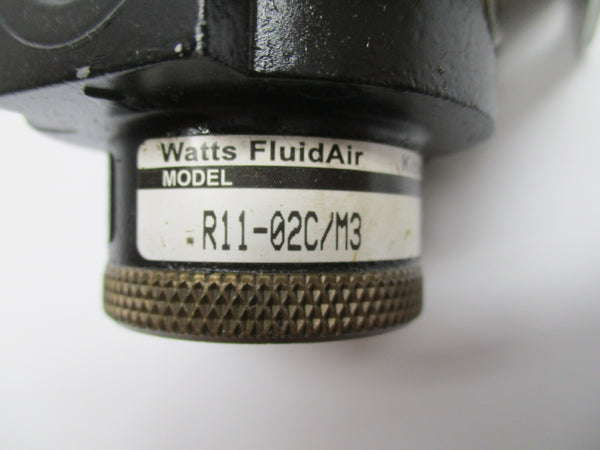 Watts FluidAir
MODEL
R11-02C/M3